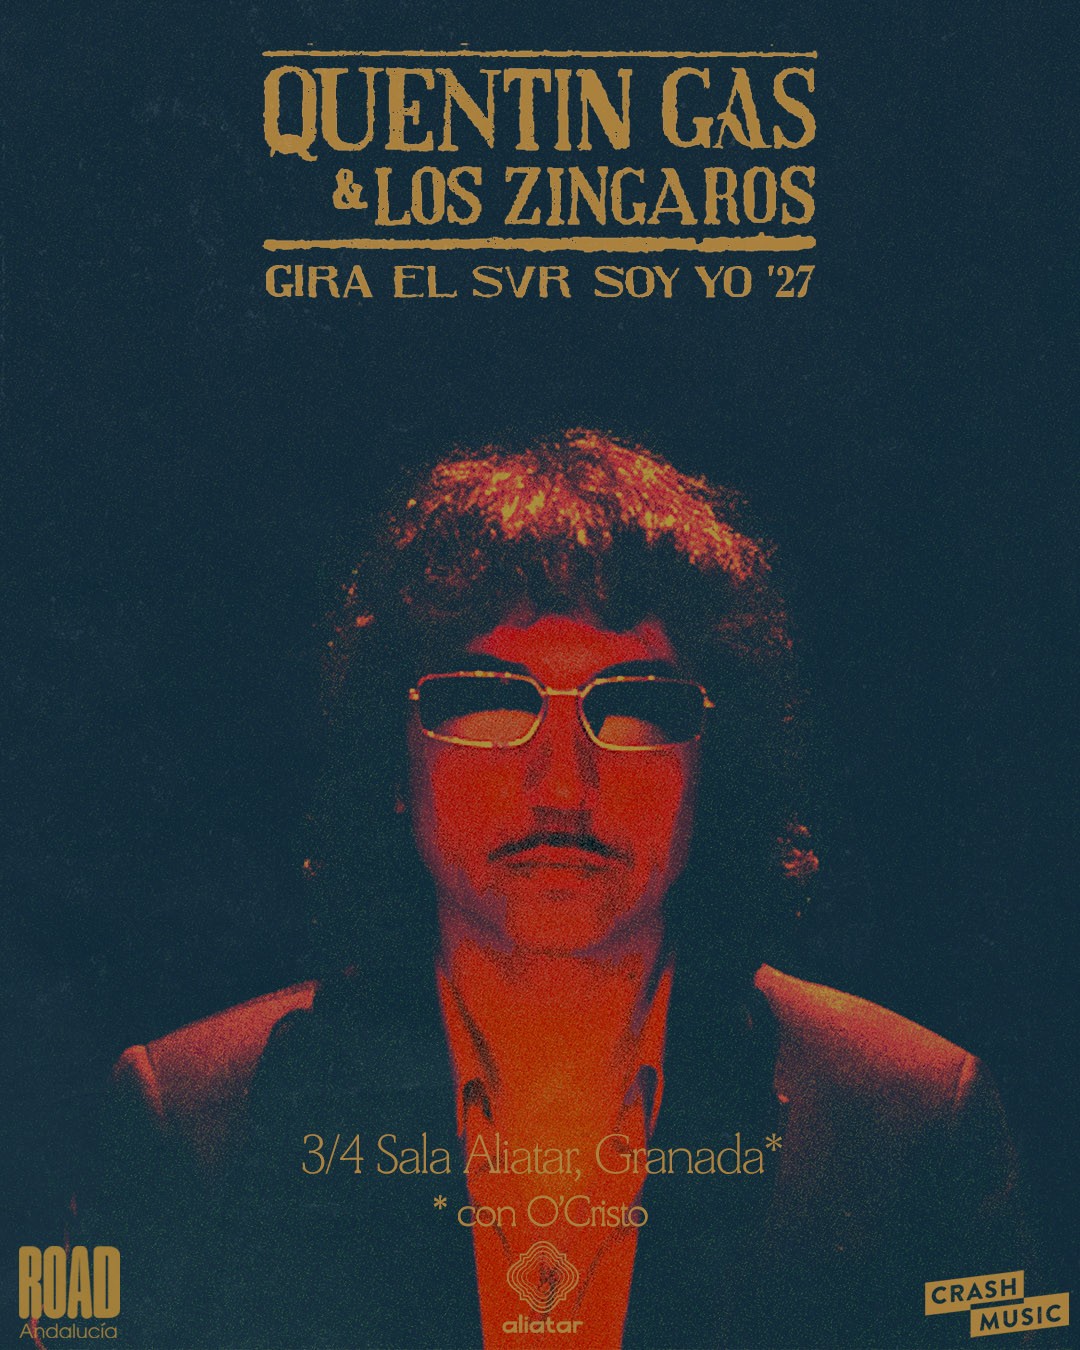 QUENTIN GAS
& LOS ZINGAROS
GIRA EL SVR SOY YO '27
3/4 Sala Aliatar, Granada*
* con O'Cristo
ROAD
Andalucía
aliatar
CRASH
MUSIC